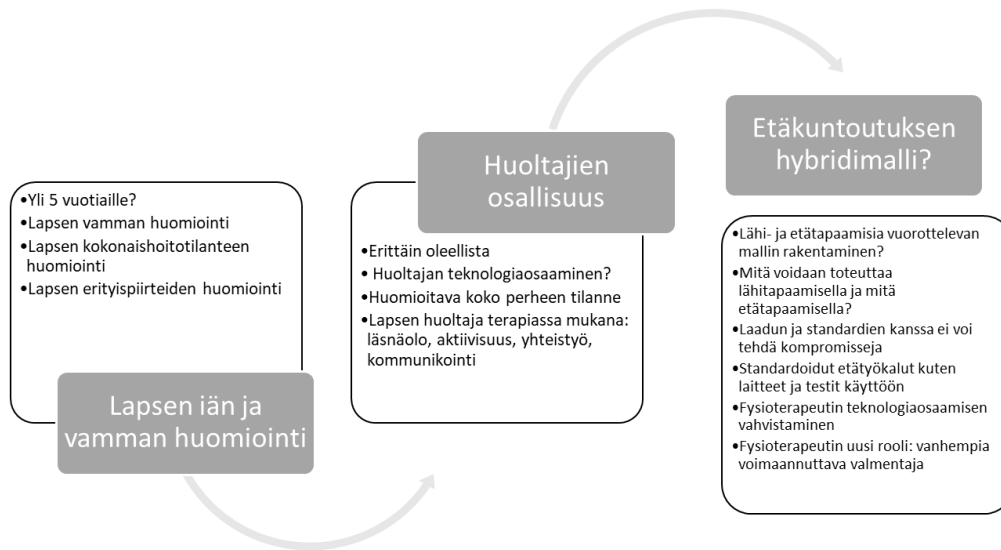 •Yli 5 vuotiaille?
•Lapsen vamman huomiointi
•Lapsen kokonaishoitotilanteen
huomiointi
•Lapsen erityispiirteiden huomiointi
Lapsen iän ja
vamman huomiointi
Huoltajien
osallisuus
•Erittäin oleellista
• Huoltajan teknologiaosaaminen?
•Huomioitava koko perheen tilanne
•Lapsen huoltaja terapiassa mukana:
läsnäolo, aktiivisuus, yhteistyö,
kommunikointi
Etäkuntoutuksen
hybridimalli?
•Lähi- ja etätapaamisia vuorottelevan
mallin rakentaminen?
•Mitä voidaan toteuttaa
lähitapaamisella ja mitä
etätapaamisella?
•Laadun ja standardien kanssa ei voi
tehdä kompromisseja
•Standardoidut etätyökalut kuten
laitteet ja testit käyttöön
•Fysioterapeutin teknologiaosaamisen
vahvistaminen
•Fysioterapeutin uusi rooli: vanhempia
voimaannuttava valmentaja